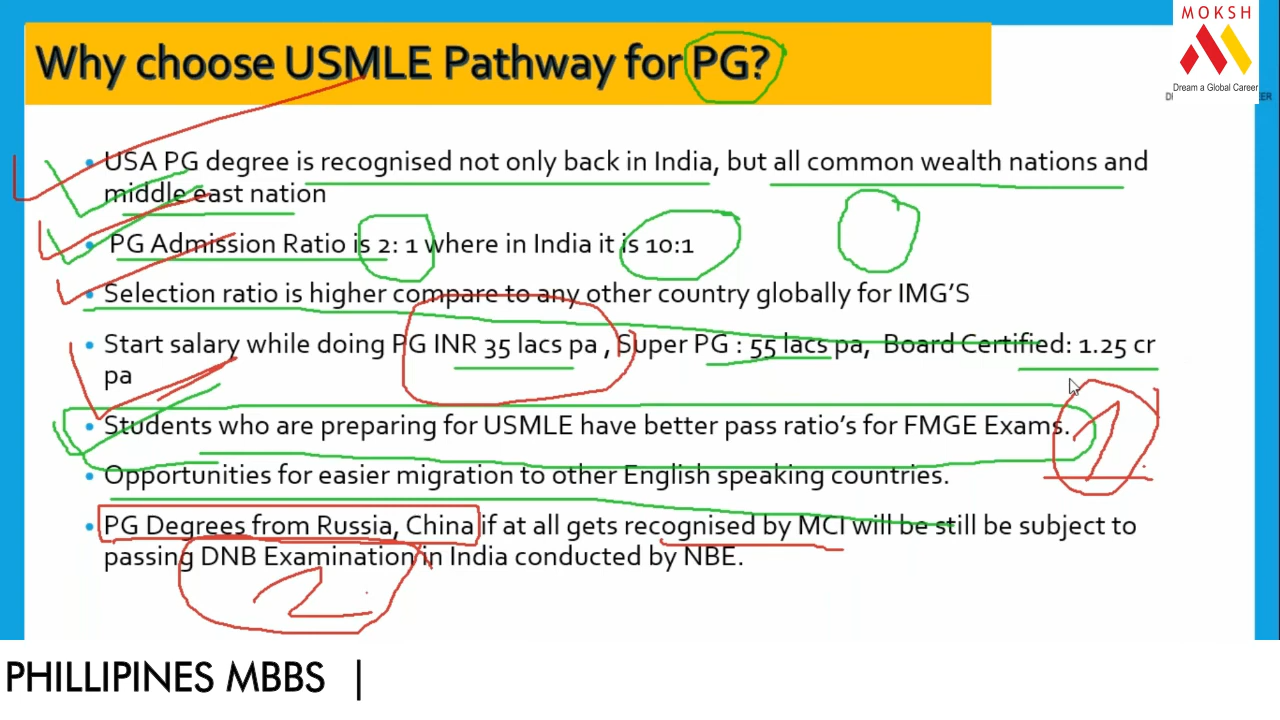 MOKSH
Dream a Global Career
ER
Why choose USMLE Pathway for PG?
• USA PG degree is recognised not only back in India, but all common wealth nations and
middle east nation
• PG Admission Ratio is 2: 1 where in India it is 10:1
• Selection ratio is higher compare to any other country globally for IMG'S
• Start salary while doing PG INR 35 lacs pa , Super PG : 55 lacs pa, Board Certified: 1.25 cr
pa
• Students who are preparing for USMLE have better pass ratio's for FMGE Exams.
1
• Opportunities for easier migration to other English speaking countries.
• PG Degrees from Russia, China if at all gets recognised by MCI will be still be subject to
passing DNB Examination in India conducted by NBE.
2
PHILLIPINES MBBS |